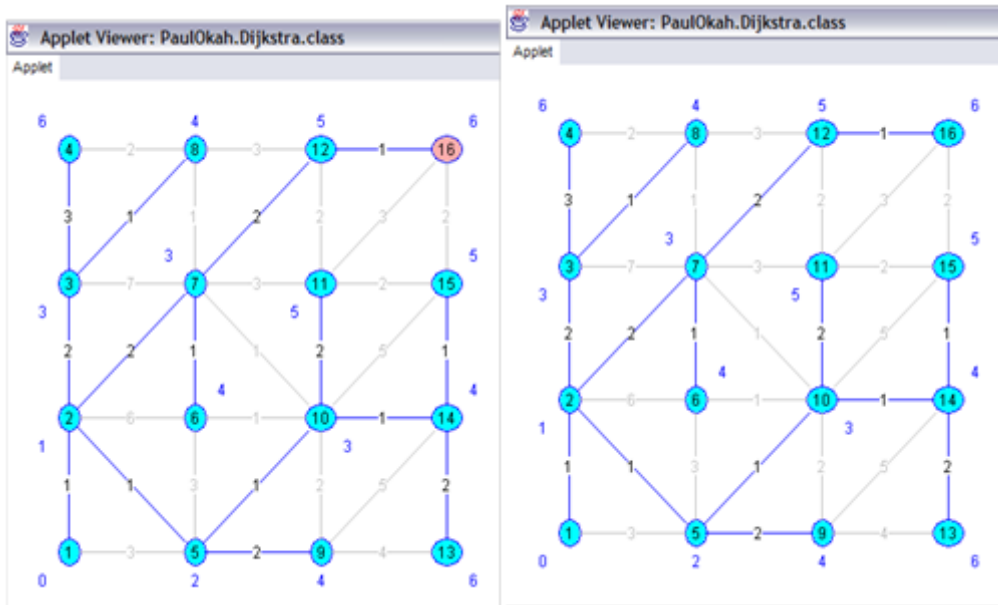 Applet Viewer: PaulOkah.Dijkstra.class
Applet
6 4 5 6
4 2 8 3 12 1 16
3 1 1 2 2 3 2
3 5
3 7 7 3 11 2 15
3 5
2 2 1 1 2 5 1
4 4
2 6 6 1 10 1 14
1 3
1 1 3 1 2 5 2
1 3 5 2 9 4 13
0 2 4 6
Applet Viewer: PaulOkah.Dijkstra.class
Applet
6 4 5 6
4 2 8 3 12 1 16
3 1 1 2 2 3 2
3 5
3 7 7 3 11 2 15
3 5
2 2 1 1 2 5 1
4 4
2 6 6 1 10 1 14
1 3
1 1 3 1 2 5 2
1 3 5 2 9 4 13
0 2 4 6